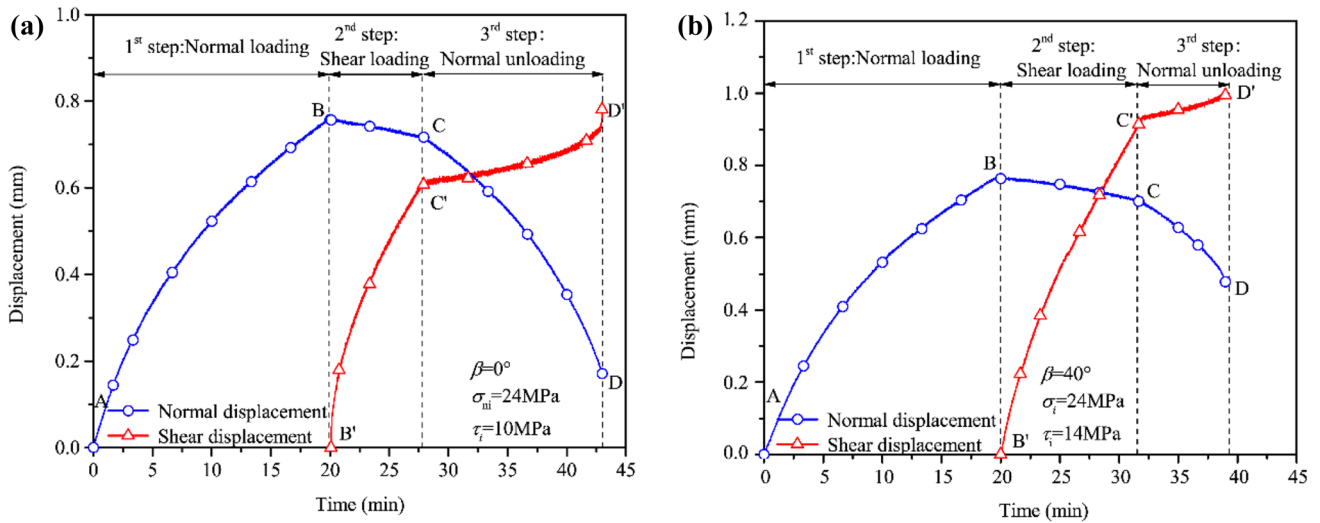 (a)
1.0
0.8
0.6
0.4
0.2
0.0
Displacement (mm)
1st step:Normal loading
2nd step:
Shear loading
3rd step:
Normal unloading
A
B
B'
C
C'
D
D'
β=0°
σni=24MPa
τi=10MPa
Normal displacement
Shear displacement
0 5 10 15 20 25 30 35 40 45
Time (min)
(b)
1.2
1.0
0.8
0.6
0.4
0.2
0.0
Displacement (mm)
1st step:Normal loading
2nd step:
Shear loading
3rd step:
Normal unloading
A
B
B'
C
C'
D
D'
β=40°
σi=24MPa
τi=14MPa
Normal displacement
Shear displacement
0 5 10 15 20 25 30 35 40 45
Time (min)